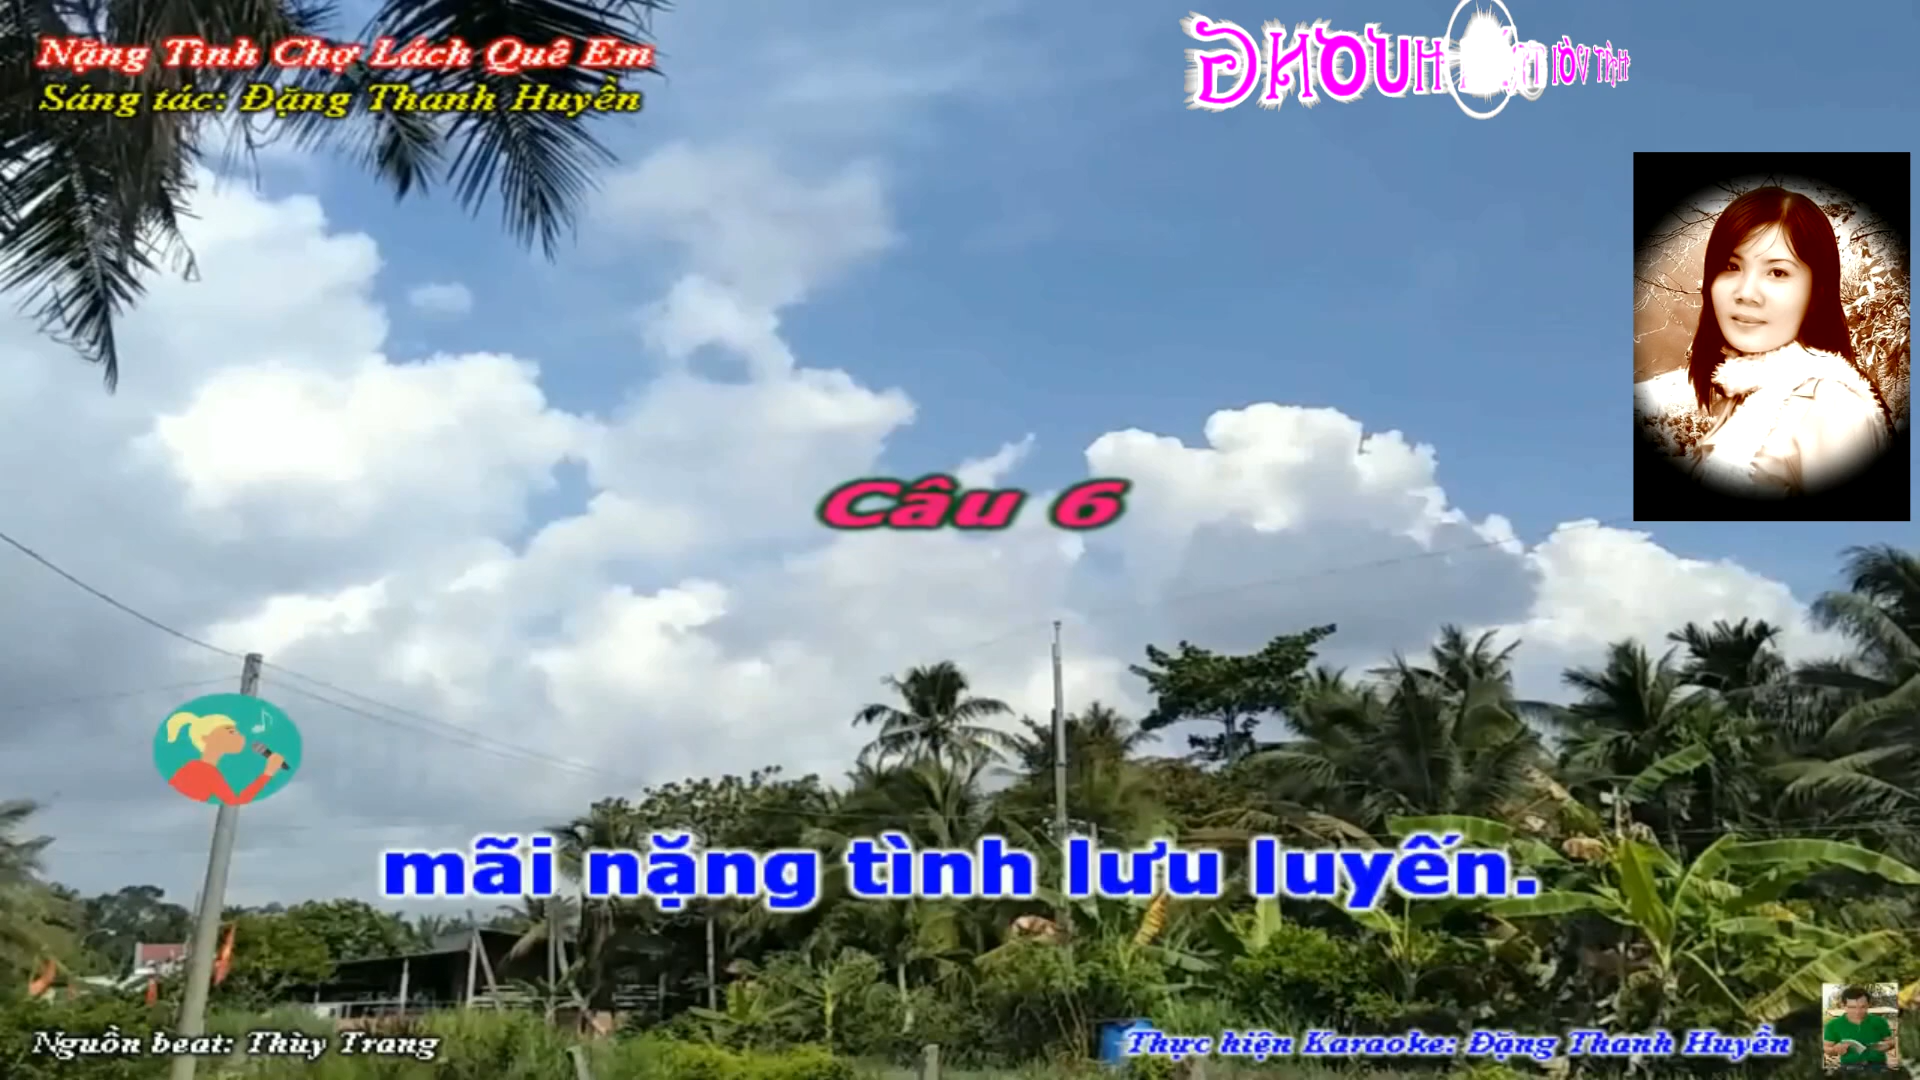 Nặng Tình Chợ Lách Quê Em
Sáng tác: Đặng Thanh Huyền
Câu 6
mãi nặng tình lưu luyến.
Nguồn beat: Thùy Trang
Thực hiện Karaoke: Đặng Thanh Huyền